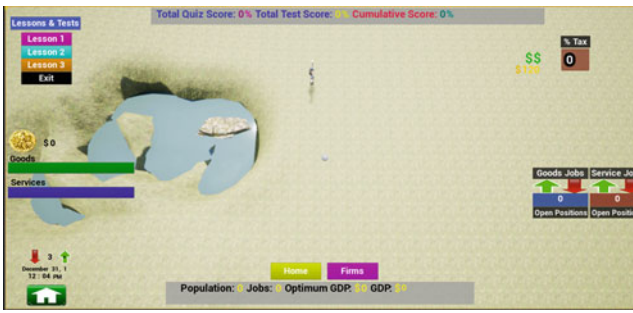 Total Quiz Score: 0% Total Test Score: 0% Cumulative Score: 0%
Lessons & Tests
Lesson 1
Lesson 2
Lesson 3
Exit
% Tax
0
$$
$120
$0
Goods
Services
Goods Jobs
0
Open Positions
Service Jo
0
Open Positi
3
December 31, 1
12 : 04 PM
Home
Firms
Population: 0 Jobs: 0 Optimum GDP: $0 GDP: $0